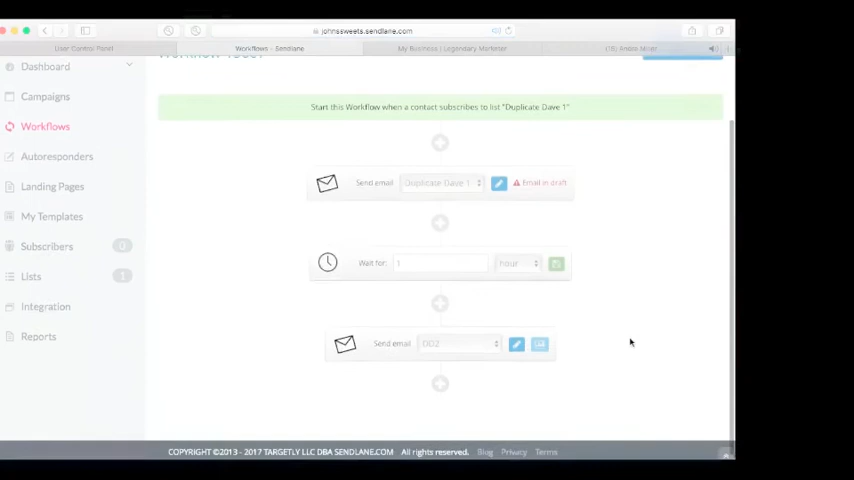 johnssweets.sendlane.com
User Control Panel
Workflows - Sendlane
My Business | Legendary Marketer
Dashboard
Campaigns
Workflows
Autoresponders
Landing Pages
My Templates
Subscribers 0
Lists 1
Integration
Reports
Start this Workflow when a contact subscribes to list "Duplicate Dave 1"
Send email Duplicate Dave 1 Email in draft
Wait for: 1 hour
Send email DD2
COPYRIGHT ©2013 - 2017 TARGETLY LLC DBA SENDLANE.COM All rights reserved. Blog Privacy Terms